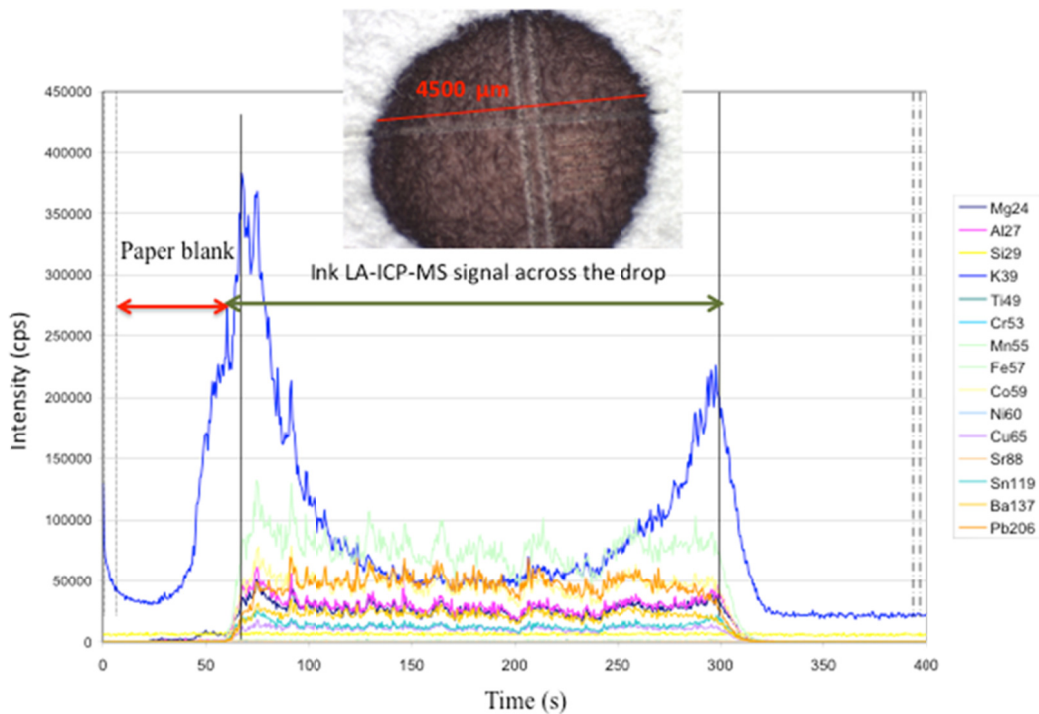 4500 μm
450000
400000
350000
300000
250000
200000
150000
100000
50000
0
Intensity (cps)
Paper blank
Ink LA-ICP-MS signal across the drop
0 50 100 150 200 250 300 350 400
Time (s)
Mg24
Al27
Si29
K39
Ti49
Cr53
Mn55
Fe57
Co59
Ni60
Cu65
Sr88
Sn119
Ba137
Pb206